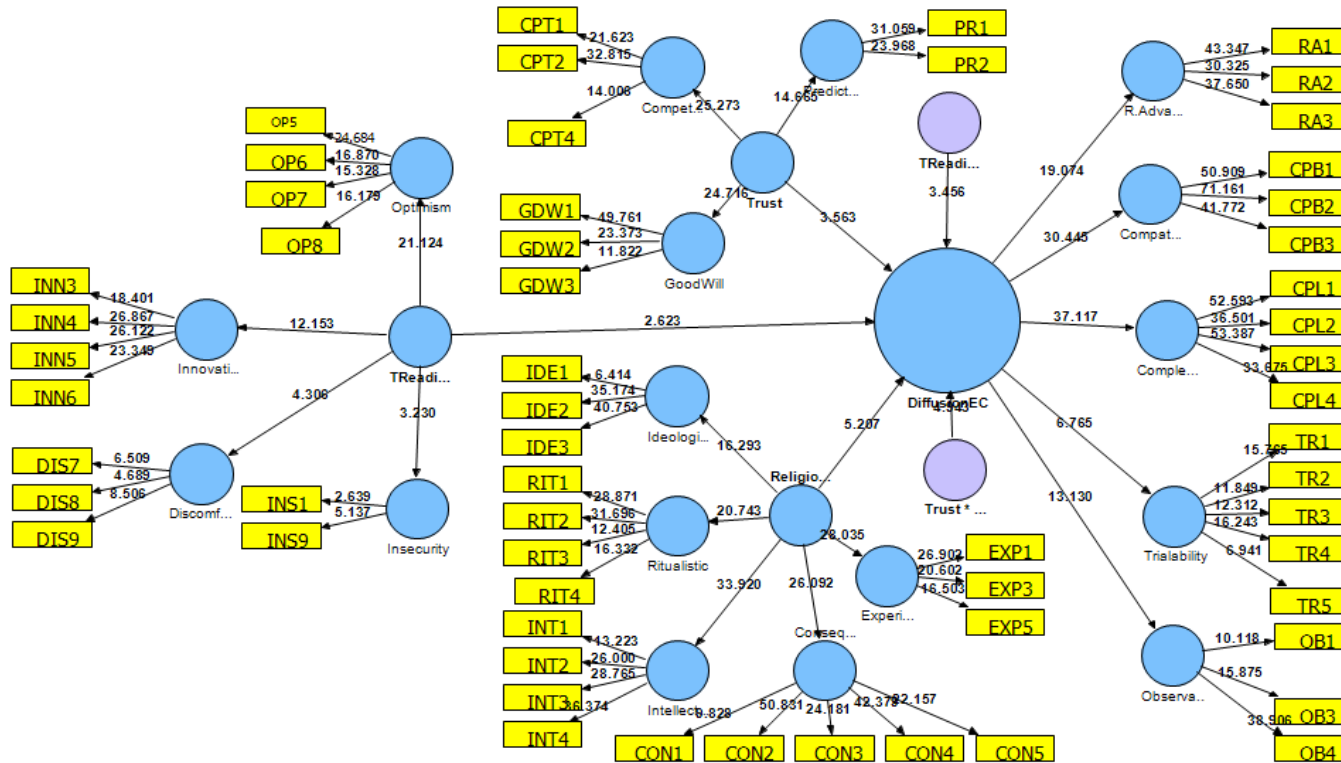 CPT1
21.623
CPT2
32.815
14.006
CPT4
Compet...
25.273
31.059
PR1
23.968
PR2
Predict...
14.665
Trust
24.716
3.563
TReadi...
3.456
GDW1
49.761
GDW2
23.373
11.822
GDW3
GoodWill
OP5
24.684
OP6
16.870
OP7
15.328
16.179
OP8
Optimism
21.124
INN3
18.401
INN4
26.867
INN5
26.122
23.349
INN6
Innovati...
12.153
TReadi...
2.623
4.306
3.230
DIS7
6.509
DIS8
4.689
8.506
DIS9
Discomf...
INS1
2.639
5.137
INS9
Insecurity
IDE1
6.414
IDE2
35.174
40.753
IDE3
Ideologi...
16.293
RIT1
28.871
RIT2
31.696
RIT3
12.405
16.332
RIT4
Ritualistic
20.743
Religio...
5.207
28.035
33.920
26.092
26.902
EXP1
20.602
EXP3
16.503
EXP5
Experi...
INT1
13.223
INT2
26.000
INT3
28.765
36.374
INT4
Intellect...
Conseq...
50.831
24.181
42.378
CON1
CON2
CON3
CON4
CON5
DiffusionEC
4.343
Trust * ...
19.074
R.Adva...
43.347
RA1
30.325
RA2
37.650
RA3
30.445
Compat...
50.909
CPB1
71.161
CPB2
41.772
CPB3
37.117
Comple...
52.593
CPL1
36.501
CPL2
53.387
CPL3
33.675
CPL4
6.765
Trialability
15.765
TR1
11.849
TR2
12.312
TR3
16.243
TR4
6.941
TR5
13.130
Observa...
10.118
OB1
15.875
OB3
38.906
OB4